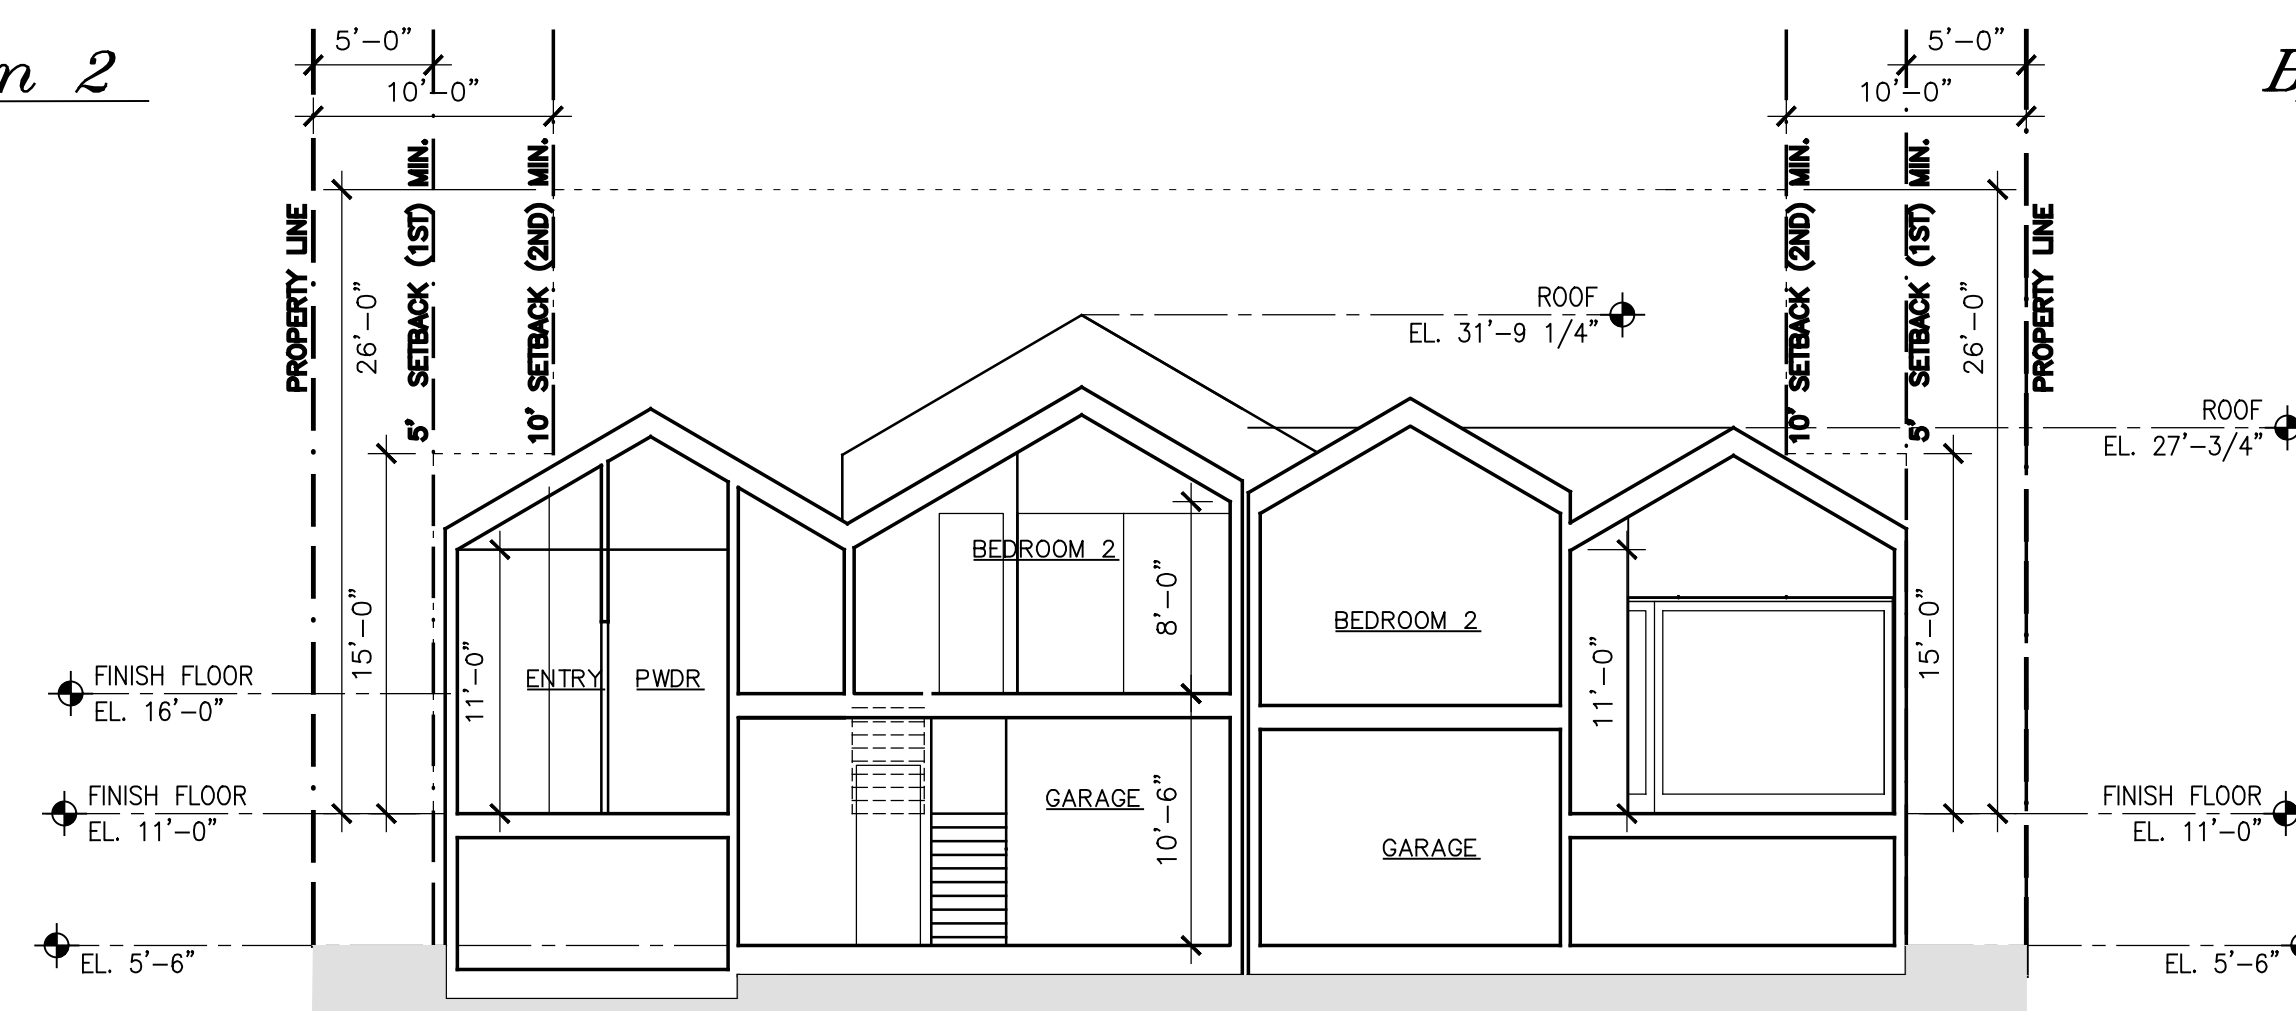 n 2
5'-0"
10'-0"
5'-0"
10'-0"
PROPERTY LINE
5' SETBACK (1ST) MIN.
10' SETBACK (2ND) MIN.
10' SETBACK (2ND) MIN.
5' SETBACK (1ST) MIN.
PROPERTY LINE
26'-0"
26'-0"
ROOF
EL. 31'-9 1/4"
ROOF
EL. 27'-3/4"
BEDROOM 2
8'-0"
BEDROOM 2
15'-0"
11'-0"
11'-0"
15'-0"
FINISH FLOOR
EL. 16'-0"
ENTRY
PWDR
FINISH FLOOR
EL. 11'-0"
GARAGE
10'-6"
GARAGE
FINISH FLOOR
EL. 11'-0"
EL. 5'-6"
EL. 5'-6"